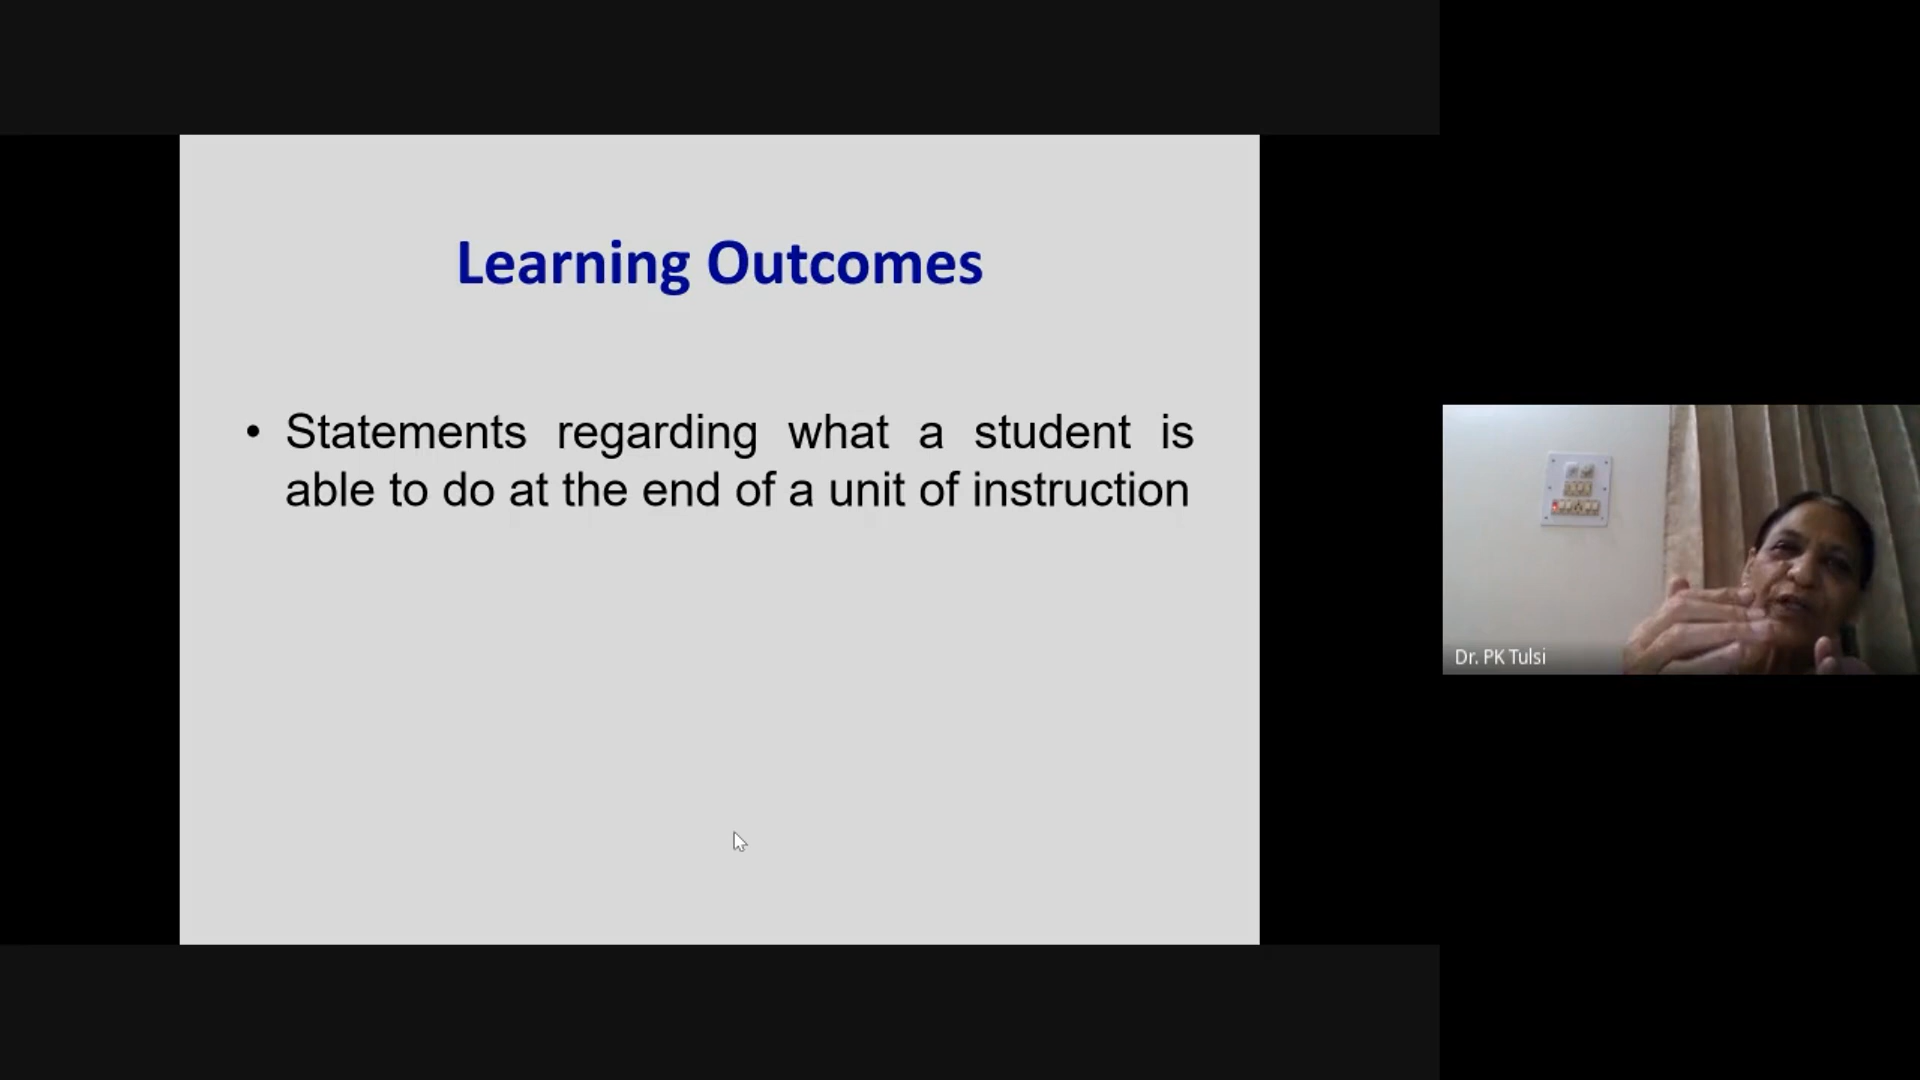 Learning Outcomes
• Statements regarding what a student is
able to do at the end of a unit of instruction
Dr. PK Tulsi